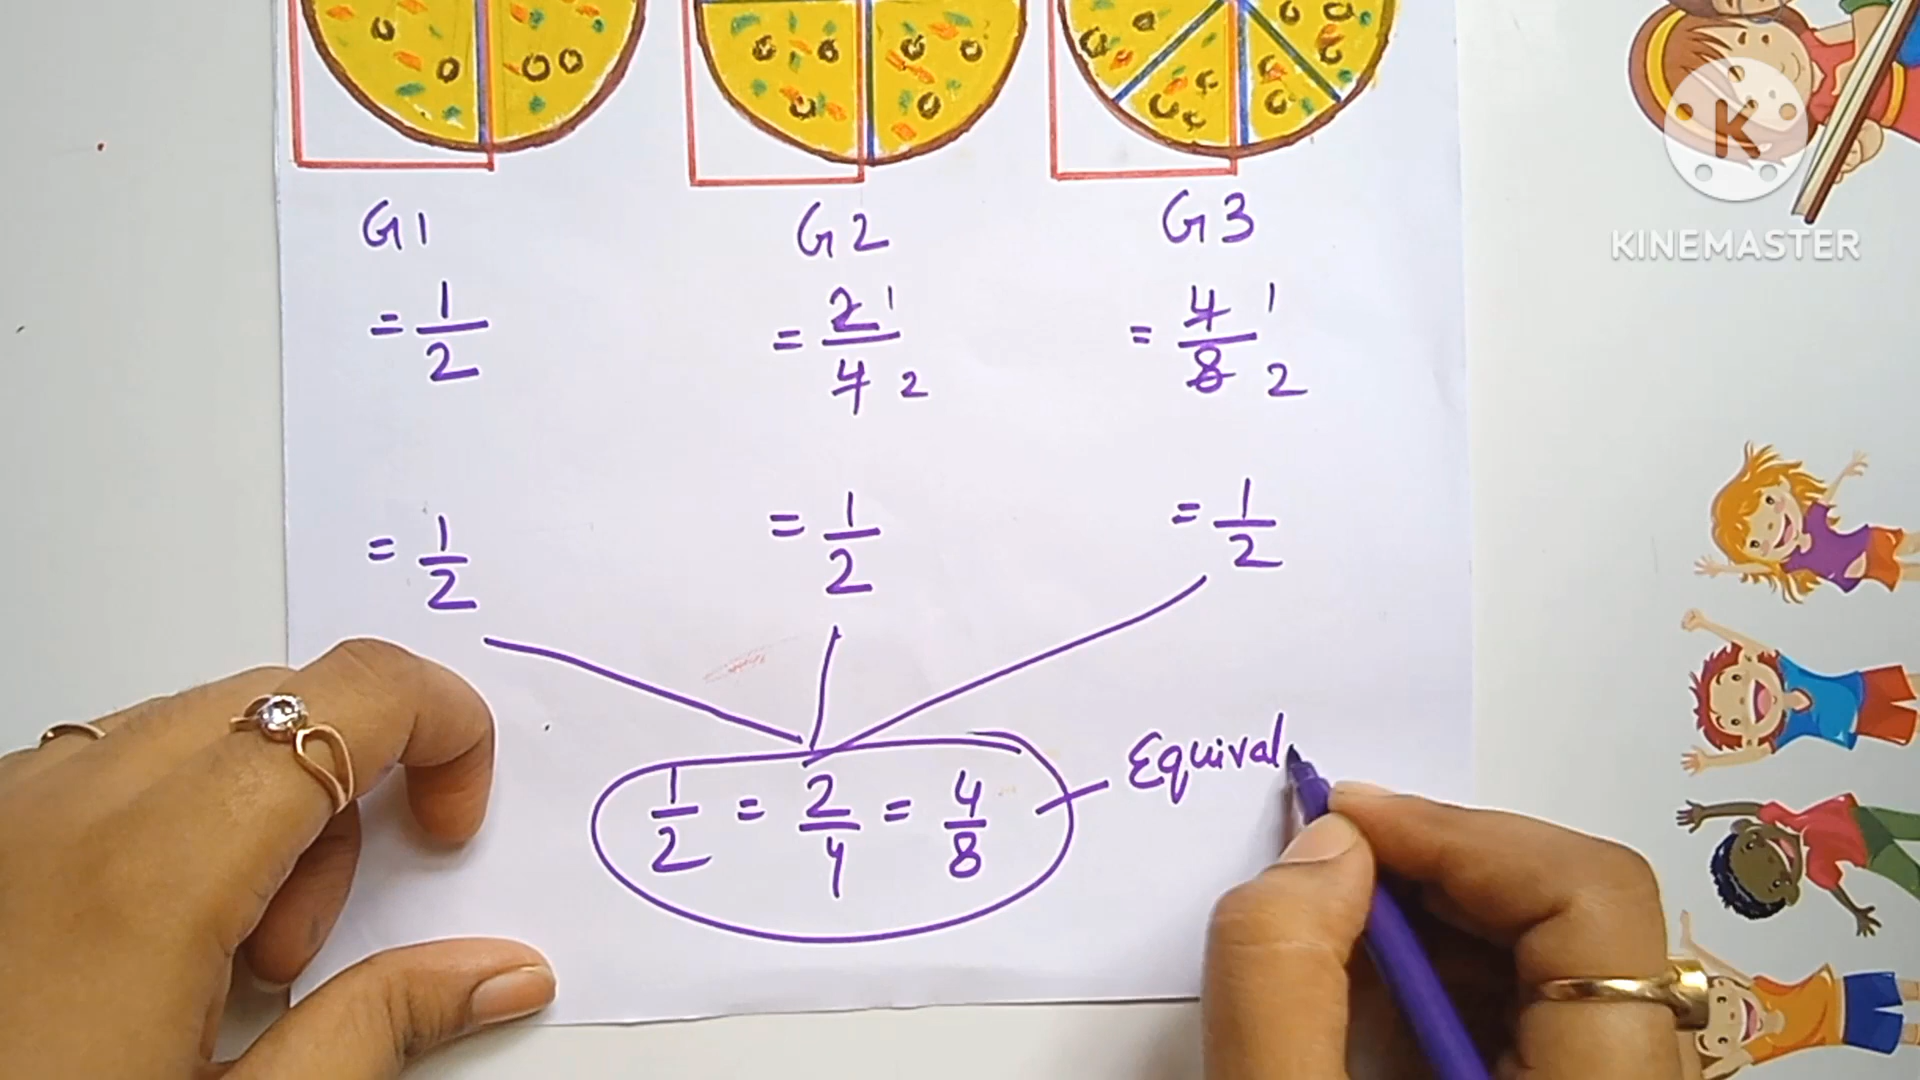 K
KINEMASTER
G1 G2 G3
= 1/2 = 2/4 1 2 = 4/8 1 2
= 1/2 = 1/2 = 1/2
1/2 = 2/4 = 4/8 Equival